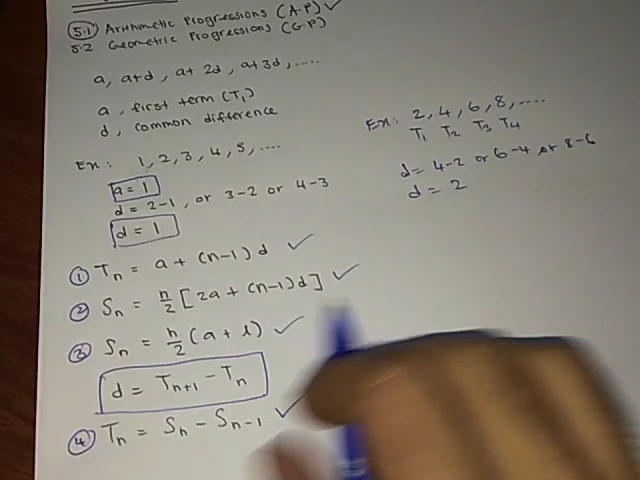 5.1 Arithmetic Progressions (A.P) ✓
5.2 Geometric Progressions (G.P)
a, a+d, a+2d, a+3d, .....
a, first term (T₁)
d, common difference
Ex: 1, 2, 3, 4, 5, ....
a = 1
d = 2-1, or 3-2 or 4-3
d = 1
① Tₙ = a + (n-1) d ✓
② Sₙ = n/2 [2a + (n-1)d] ✓
③ Sₙ = n/2 (a + l) ✓
d = Tₙ₊₁ - Tₙ
④ Tₙ = Sₙ - Sₙ₋₁ ✓
Ex: 2, 4, 6, 8, ....
T₁ T₂ T₃ T₄
d = 4-2 or 6-4 or 8-6
d = 2